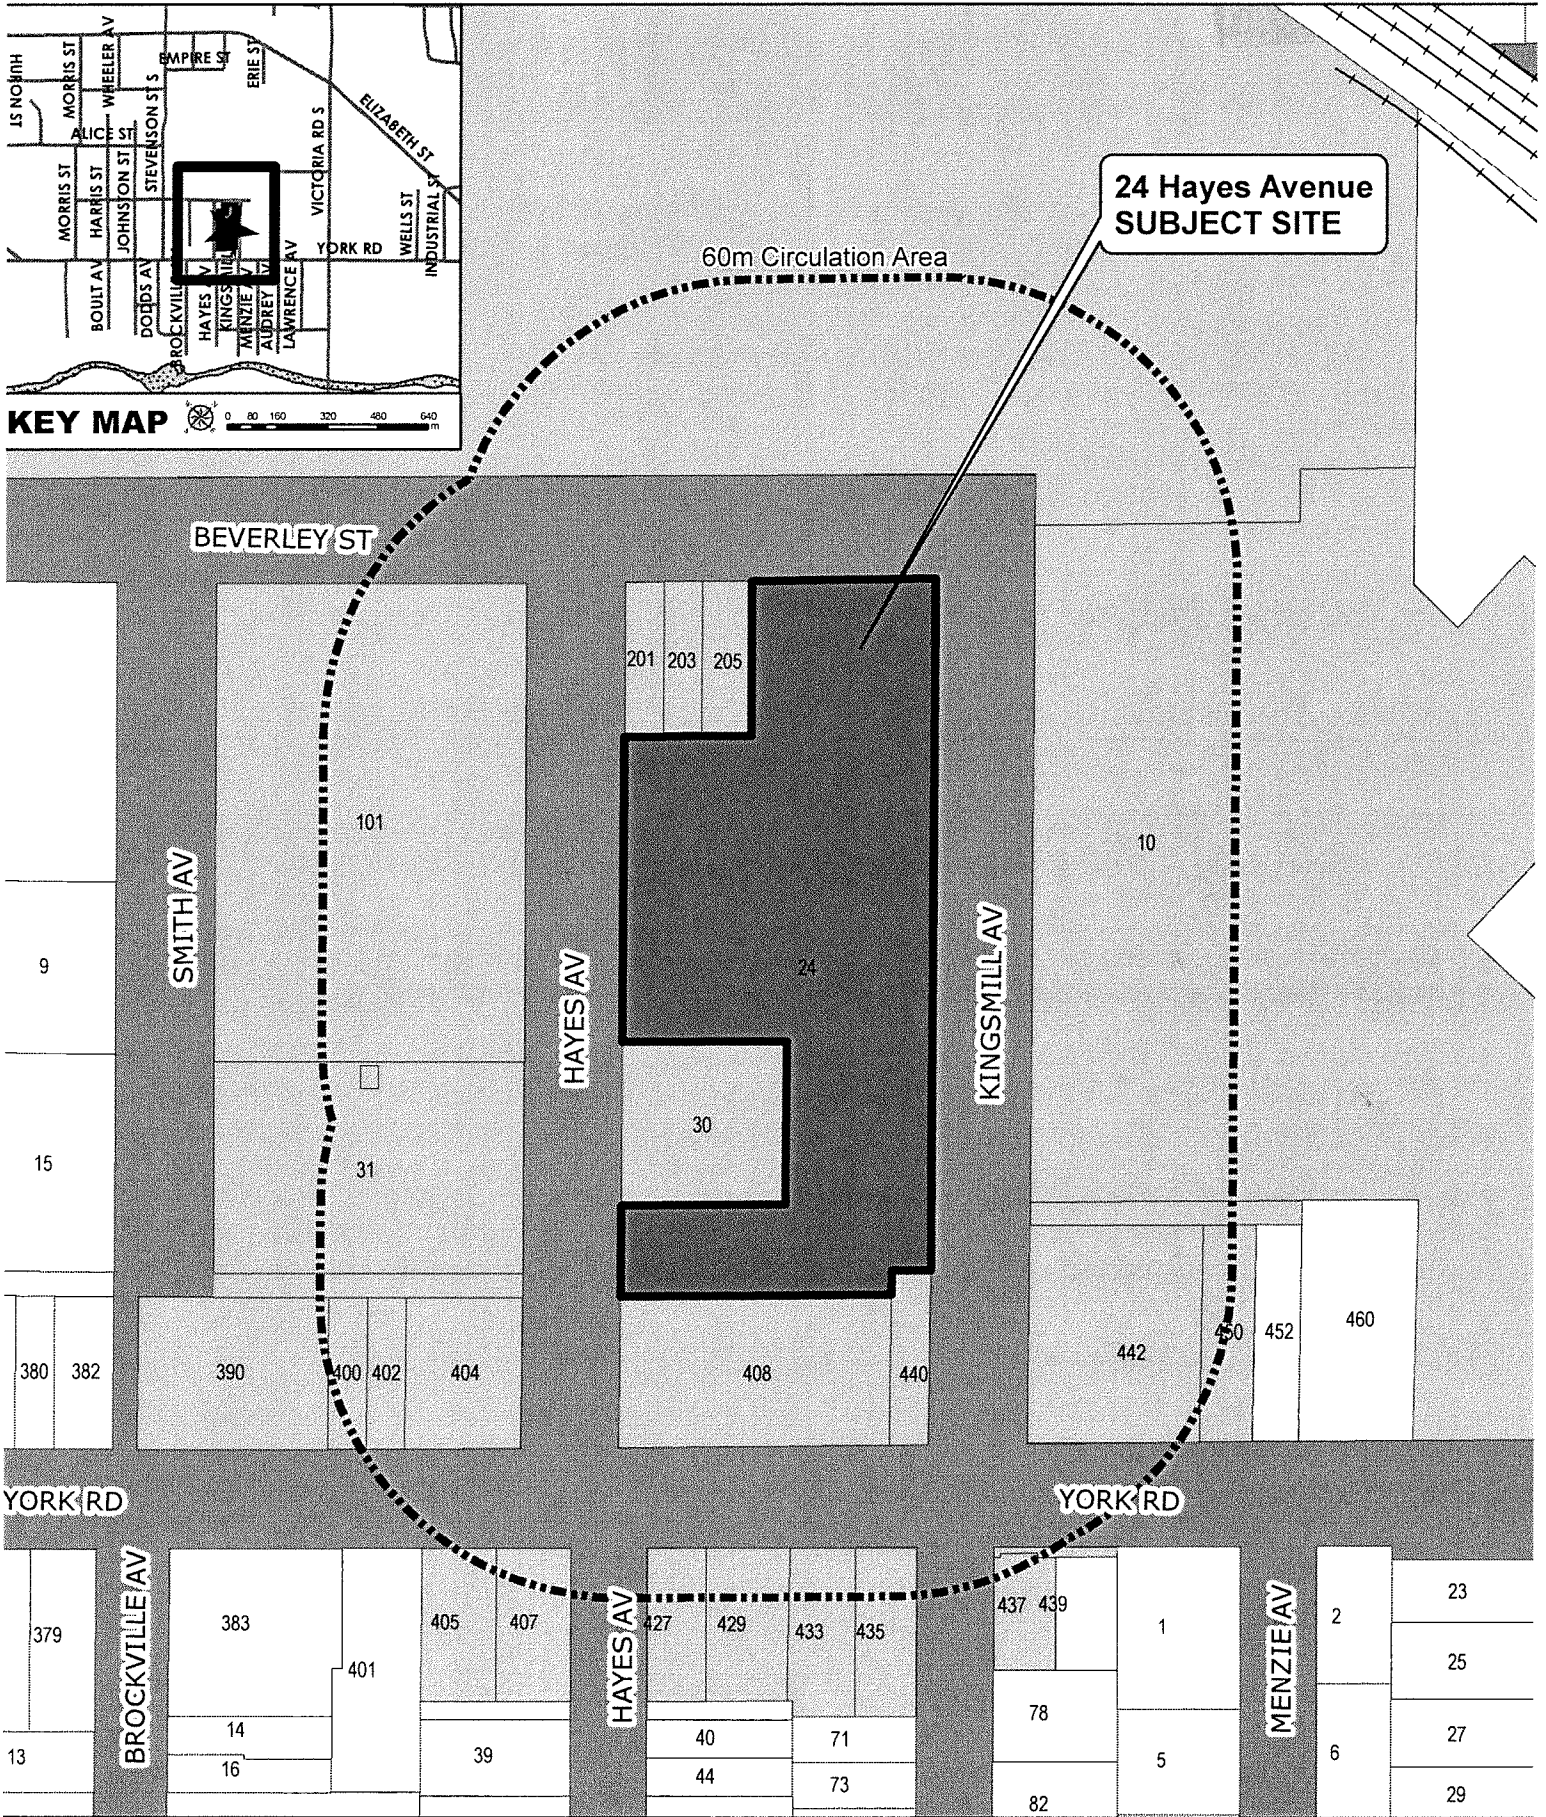 HURON ST
MORRIS ST
WHEELER AV
EMPIRE ST
ERIE ST
ALICE ST
STEVENSON ST S
ELIZABETH ST
VICTORIA RD S
MORRIS ST
HARRIS ST
JOHNSTON ST
WELLS ST
INDUSTRIAL ST
YORK RD
BOULT AV
DODDS AV
HAYES AV
AUDREY AV
LAWRENCE AV
KEY MAP
0 80 160 320 480 640
m
24 Hayes Avenue
SUBJECT SITE
60m Circulation Area
BEVERLEY ST
201 203 205
101
10
SMITH AV
HAYES AV
KINGSMILL AV
9
24
30
15
31
380 382 390 400 402 404 408 440 442 450 452 460
YORK RD
YORK RD
BROCKVILLE AV
HAYES AV
MENZIE AV
379
383
401
405 407
427 429 433 435
437 439
1
2
23
25
78
13
14
16
39
40
44
71
73
82
5
6
27
29